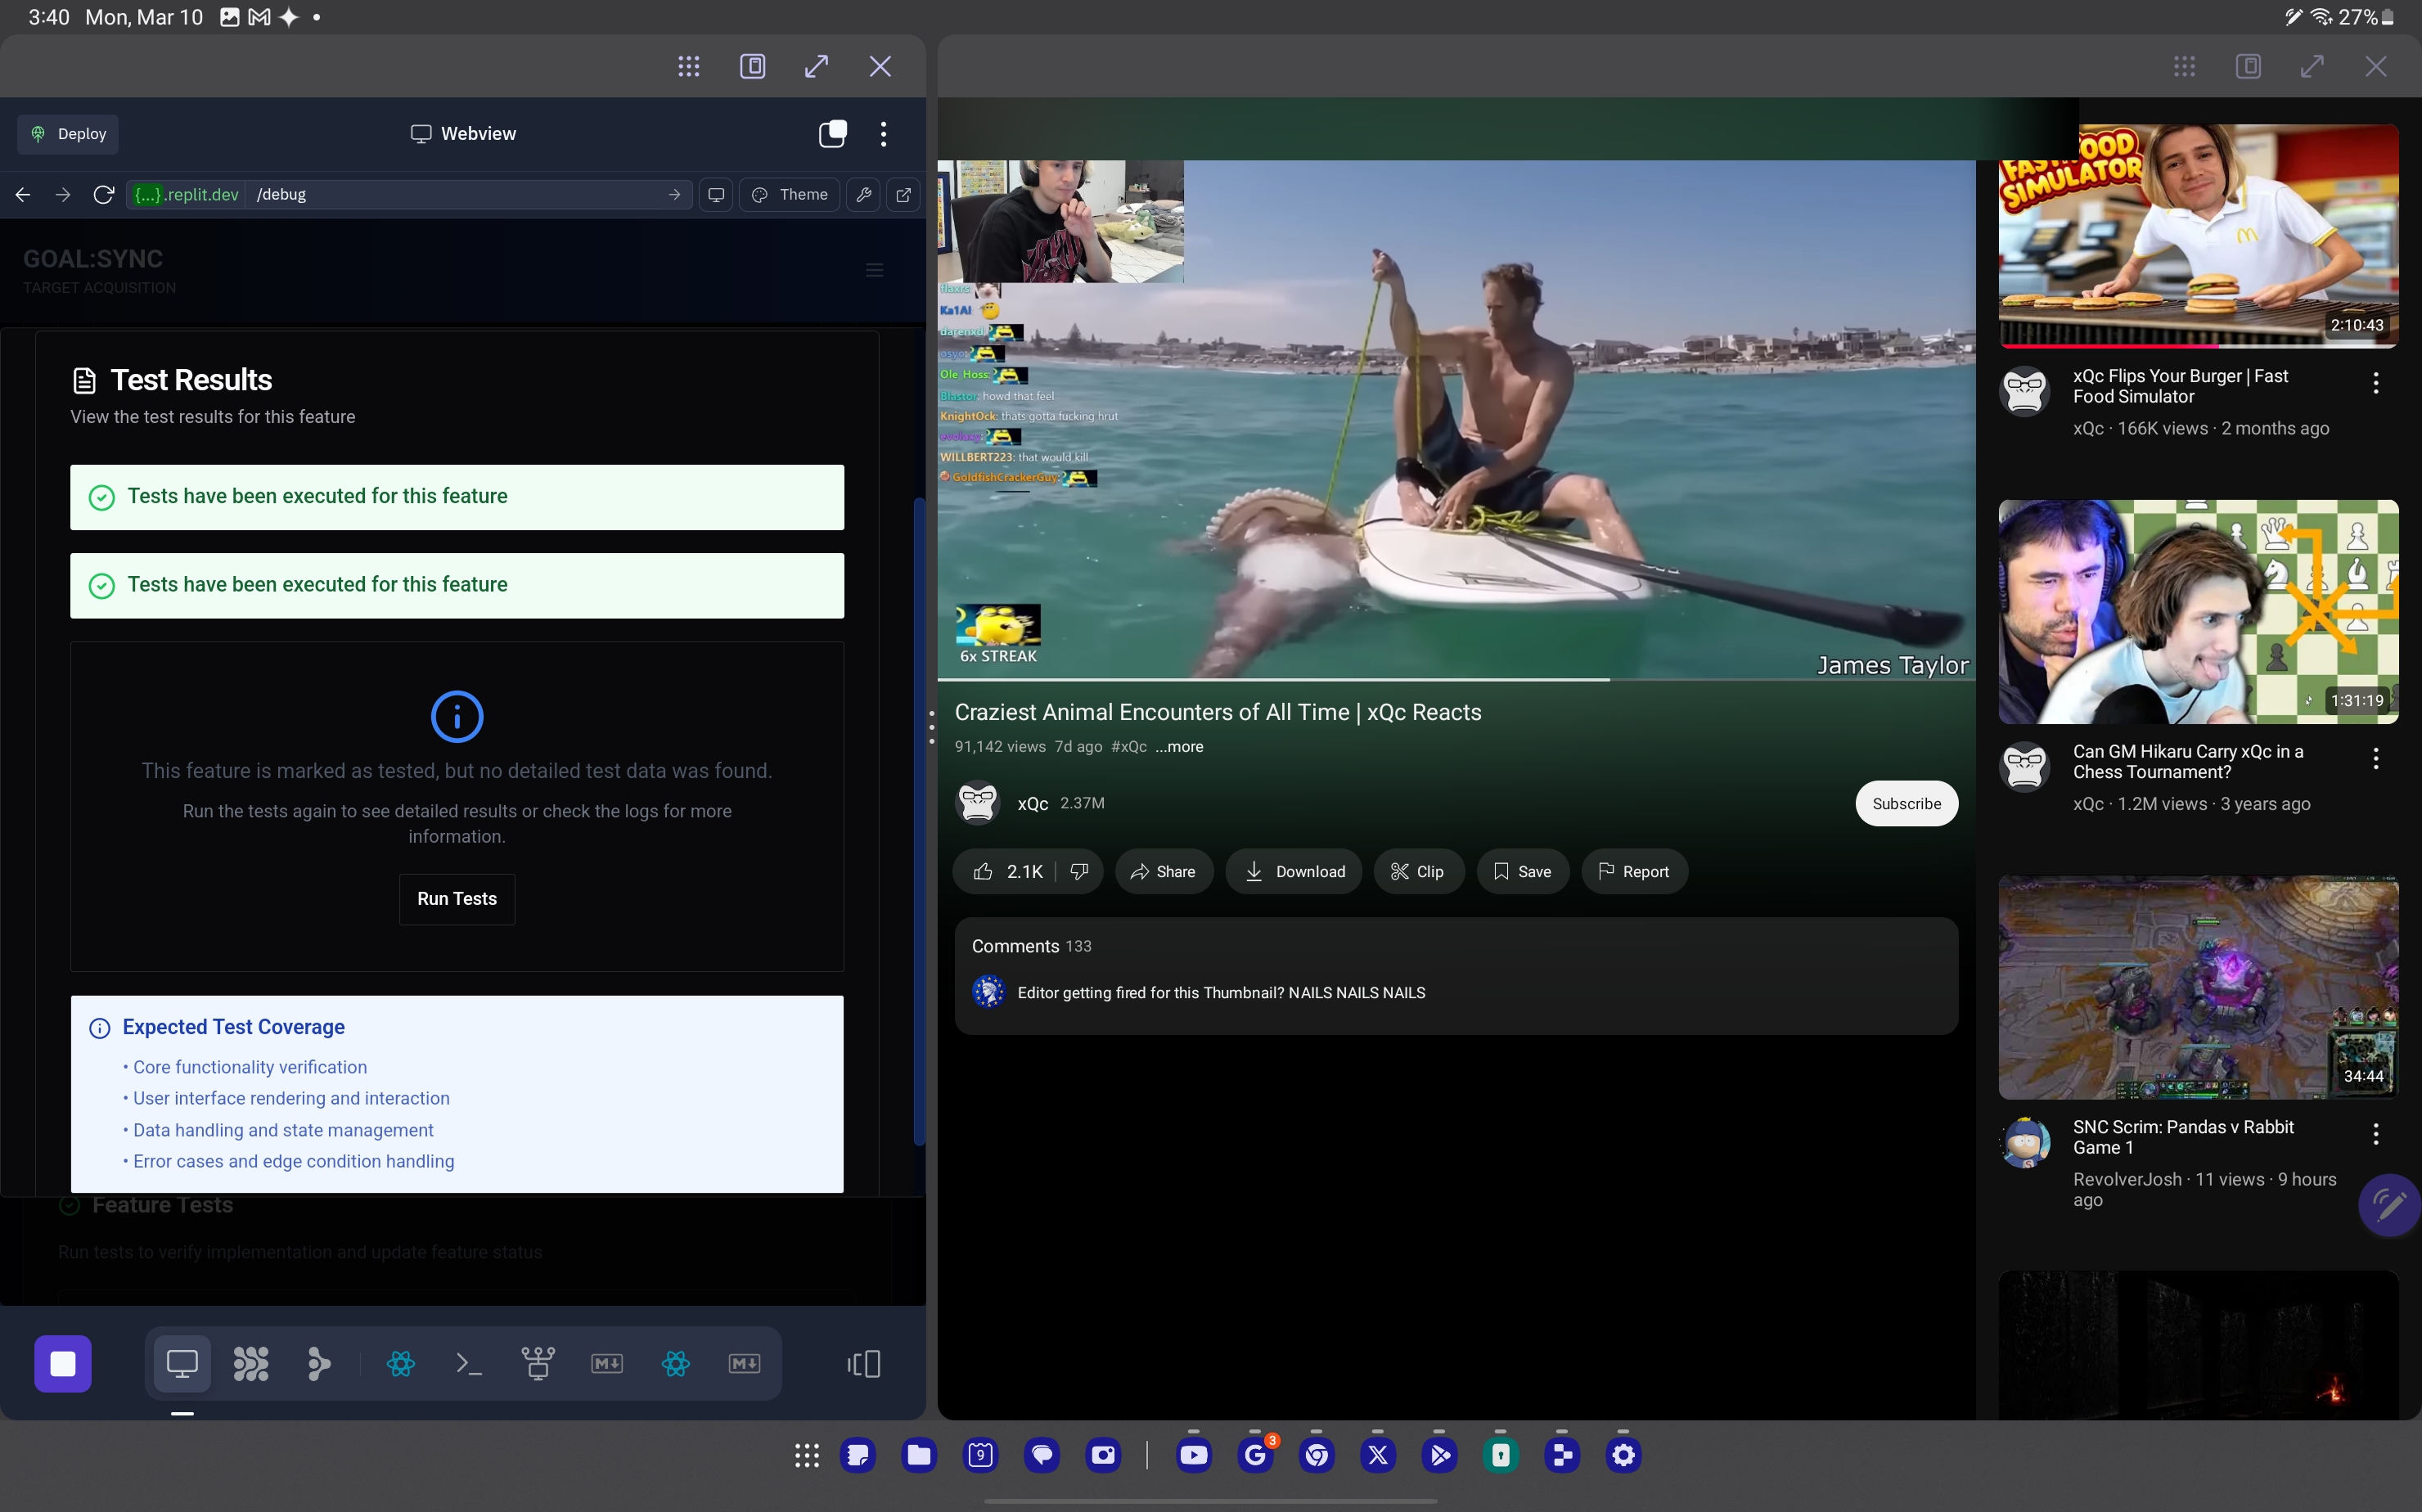 3:40 Mon, Mar 10
27%
Deploy
Webview
{...}.replit.dev /debug
Theme
GOAL:SYNC
TARGET ACQUISITION
Test Results
View the test results for this feature
Tests have been executed for this feature
Tests have been executed for this feature
This feature is marked as tested, but no detailed test data was found.
Run the tests again to see detailed results or check the logs for more
information.
Run Tests
Expected Test Coverage
• Core functionality verification
• User interface rendering and interaction
• Data handling and state management
• Error cases and edge condition handling
Feature Tests
Run tests to verify implementation and update feature status
flaxrs
Ka1Al
darenxd:
osyo:
Ole_Hoss:
Blastor: howd that feel
KnightOck: thats gotta fucking hrut
evoluxy:
WILLBERT223: that would kill
GoldfishCrackerGuy:
6x STREAK
James Taylor
Craziest Animal Encounters of All Time | xQc Reacts
91,142 views 7d ago #xQc ...more
xQc 2.37M
Subscribe
2.1K
Share
Download
Clip
Save
Report
Comments 133
Editor getting fired for this Thumbnail? NAILS NAILS NAILS
FAST FOOD
SIMULATOR
2:10:43
xQc Flips Your Burger | Fast
Food Simulator
xQc · 166K views · 2 months ago
1:31:19
Can GM Hikaru Carry xQc in a
Chess Tournament?
xQc · 1.2M views · 3 years ago
34:44
SNC Scrim: Pandas v Rabbit
Game 1
RevolverJosh · 11 views · 9 hours
ago
M↓
M↓
9
3